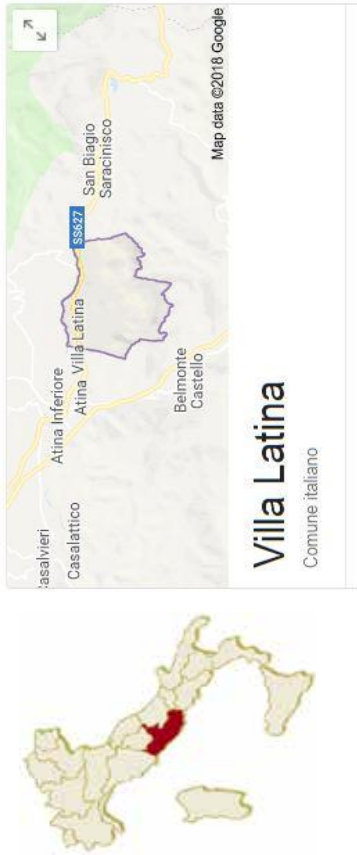 asalvieri
Casalattico
Atina Inferiore
Atina
Villa Latina
SS627
San Biagio
Saracinisco
Belmonte
Castello
Map data ©2018 Google
Villa Latina
Comune italiano